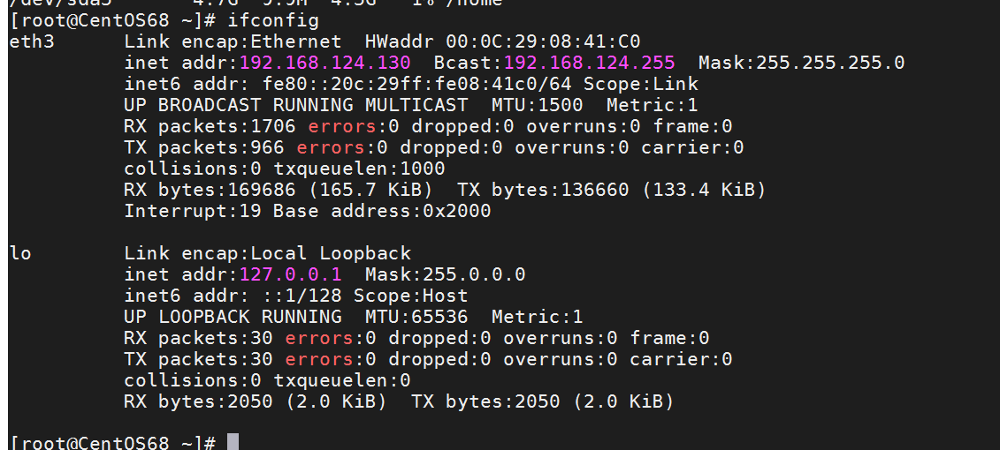 /dev/sda3       4.7G  9.9M  4.5G   1% /home
[root@CentOS68 ~]# ifconfig
eth3      Link encap:Ethernet  HWaddr 00:0C:29:08:41:C0
          inet addr:192.168.124.130  Bcast:192.168.124.255  Mask:255.255.255.0
          inet6 addr: fe80::20c:29ff:fe08:41c0/64 Scope:Link
          UP BROADCAST RUNNING MULTICAST  MTU:1500  Metric:1
          RX packets:1706 errors:0 dropped:0 overruns:0 frame:0
          TX packets:966 errors:0 dropped:0 overruns:0 carrier:0
          collisions:0 txqueuelen:1000
          RX bytes:169686 (165.7 KiB)  TX bytes:136660 (133.4 KiB)
          Interrupt:19 Base address:0x2000
lo        Link encap:Local Loopback
          inet addr:127.0.0.1  Mask:255.0.0.0
          inet6 addr: ::1/128 Scope:Host
          UP LOOPBACK RUNNING  MTU:65536  Metric:1
          RX packets:30 errors:0 dropped:0 overruns:0 frame:0
          TX packets:30 errors:0 dropped:0 overruns:0 carrier:0
          collisions:0 txqueuelen:0
          RX bytes:2050 (2.0 KiB)  TX bytes:2050 (2.0 KiB)
[root@CentOS68 ~]#